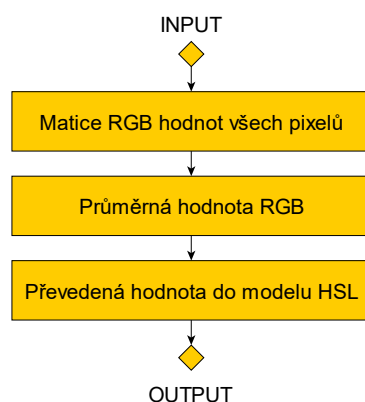 INPUT
Matice RGB hodnot všech pixelů
Průměrná hodnota RGB
Převedená hodnota do modelu HSL
OUTPUT